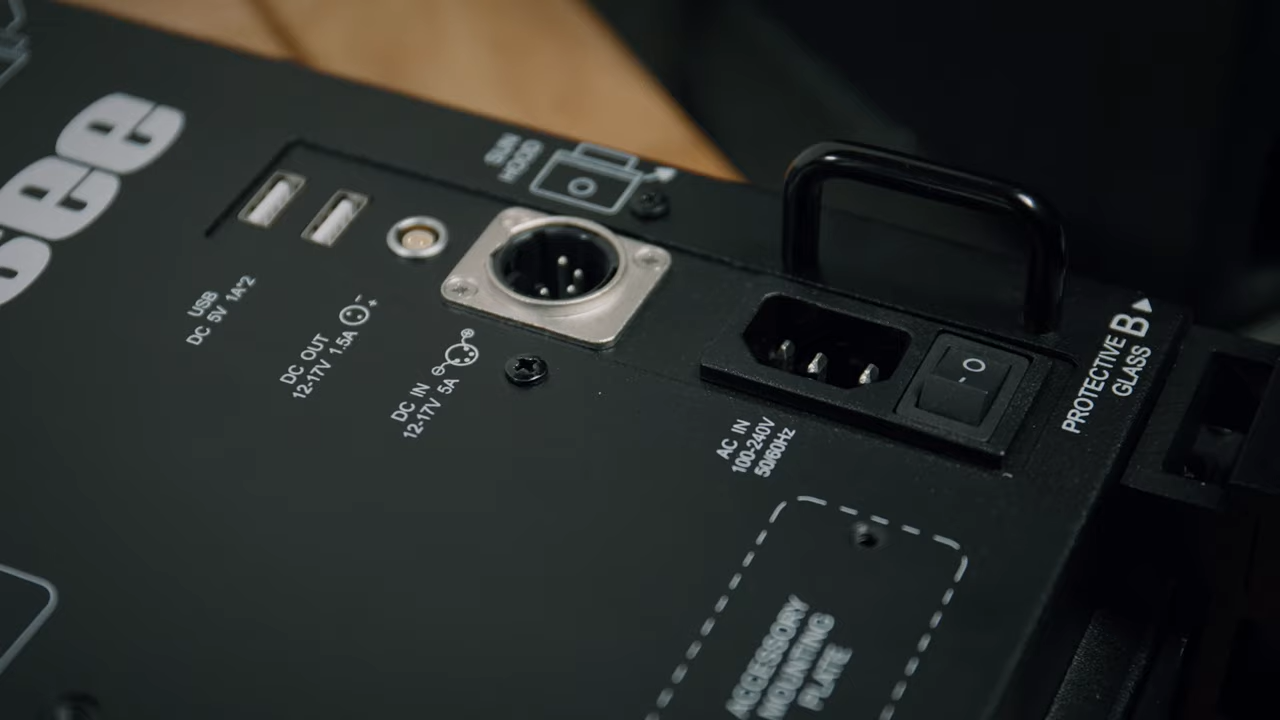 see
SUN
HOOD
USB
DC 5V 1A*2
DC OUT
12-17V 1.5A
DC IN
12-17V 5A
AC IN
100-240V
50/60Hz
PROTECTIVE
GLASS B
ACCESSORY
MOUNTING
PLATE